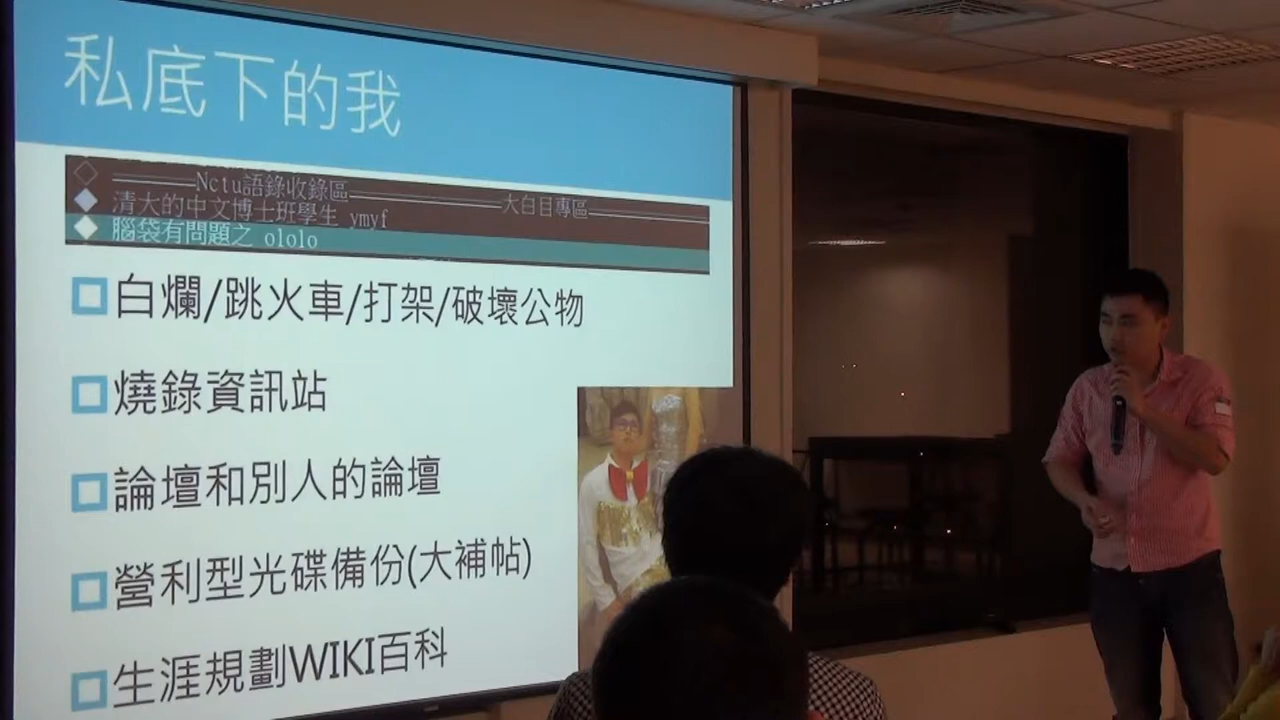 私底下的我
Nctu語錄收錄區 大白目專區
清大的中文博士班學生 ymyf
腦袋有問題之 ololo
白爛/跳火車/打架/破壞公物
燒錄資訊站
論壇和別人的論壇
營利型光碟備份(大補帖)
生涯規劃WIKI百科